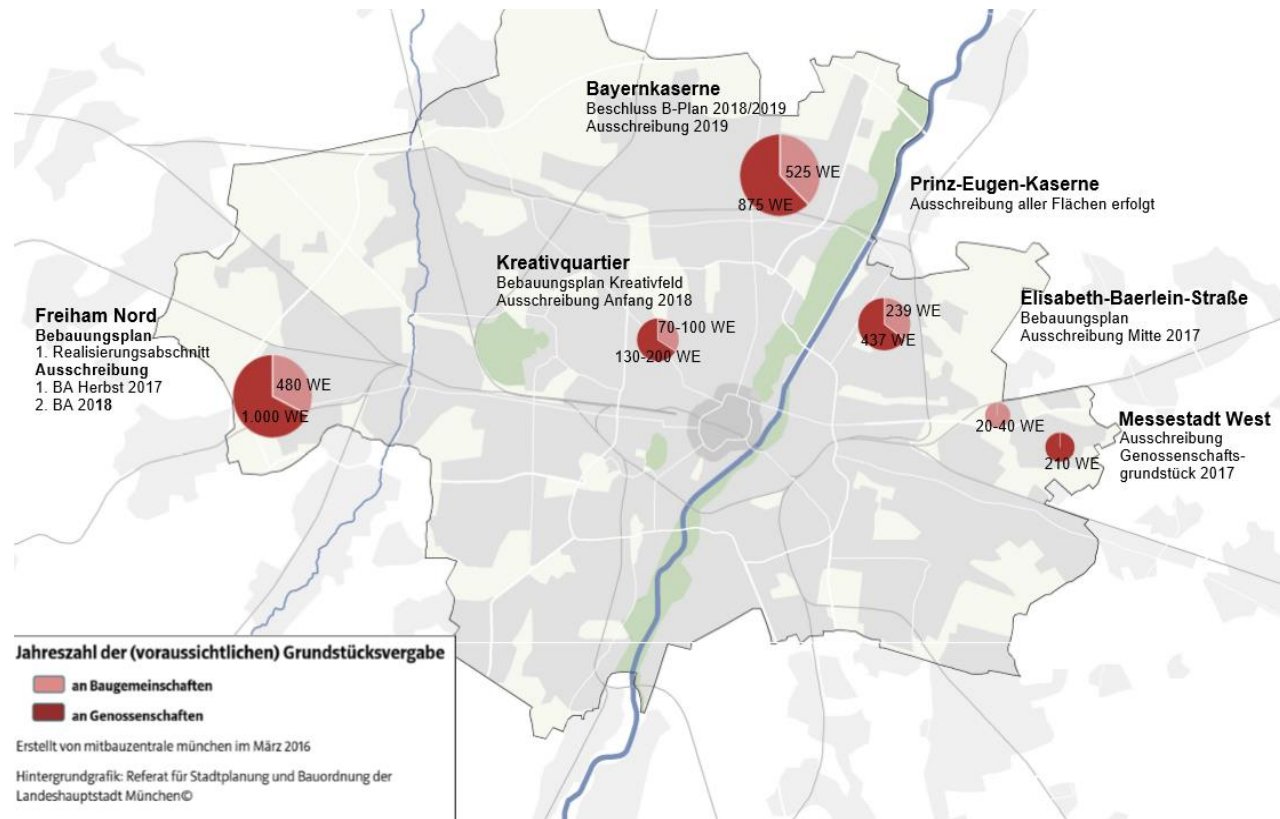 Bayernkaserne
Beschluss B-Plan 2018/2019
Ausschreibung 2019
525 WE
875 WE
Prinz-Eugen-Kaserne
Ausschreibung aller Flächen erfolgt
Kreativquartier
Bebauungsplan Kreativfeld
Ausschreibung Anfang 2018
70-100 WE
130-200 WE
239 WE
437 WE
Elisabeth-Baerlein-Straße
Bebauungsplan
Ausschreibung Mitte 2017
Freiham Nord
Bebauungsplan
1. Realisierungsabschnitt
Ausschreibung
1. BA Herbst 2017
2. BA 2018
480 WE
1.000 WE
20-40 WE
Messestadt West
Ausschreibung
Genossenschafts-
grundstück 2017
210 WE
Jahreszahl der (voraussichtlichen) Grundstücksvergabe
an Baugemeinschaften
an Genossenschaften
Erstellt von mitbauzentrale münchen im März 2016
Hintergrundgrafik: Referat für Stadtplanung und Bauordnung der
Landeshauptstadt München©